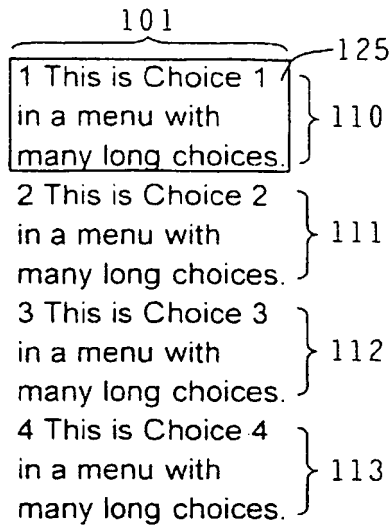 101
125
1 This is Choice 1
in a menu with
many long choices.
110
2 This is Choice 2
in a menu with
many long choices.
111
3 This is Choice 3
in a menu with
many long choices.
112
4 This is Choice 4
in a menu with
many long choices.
113